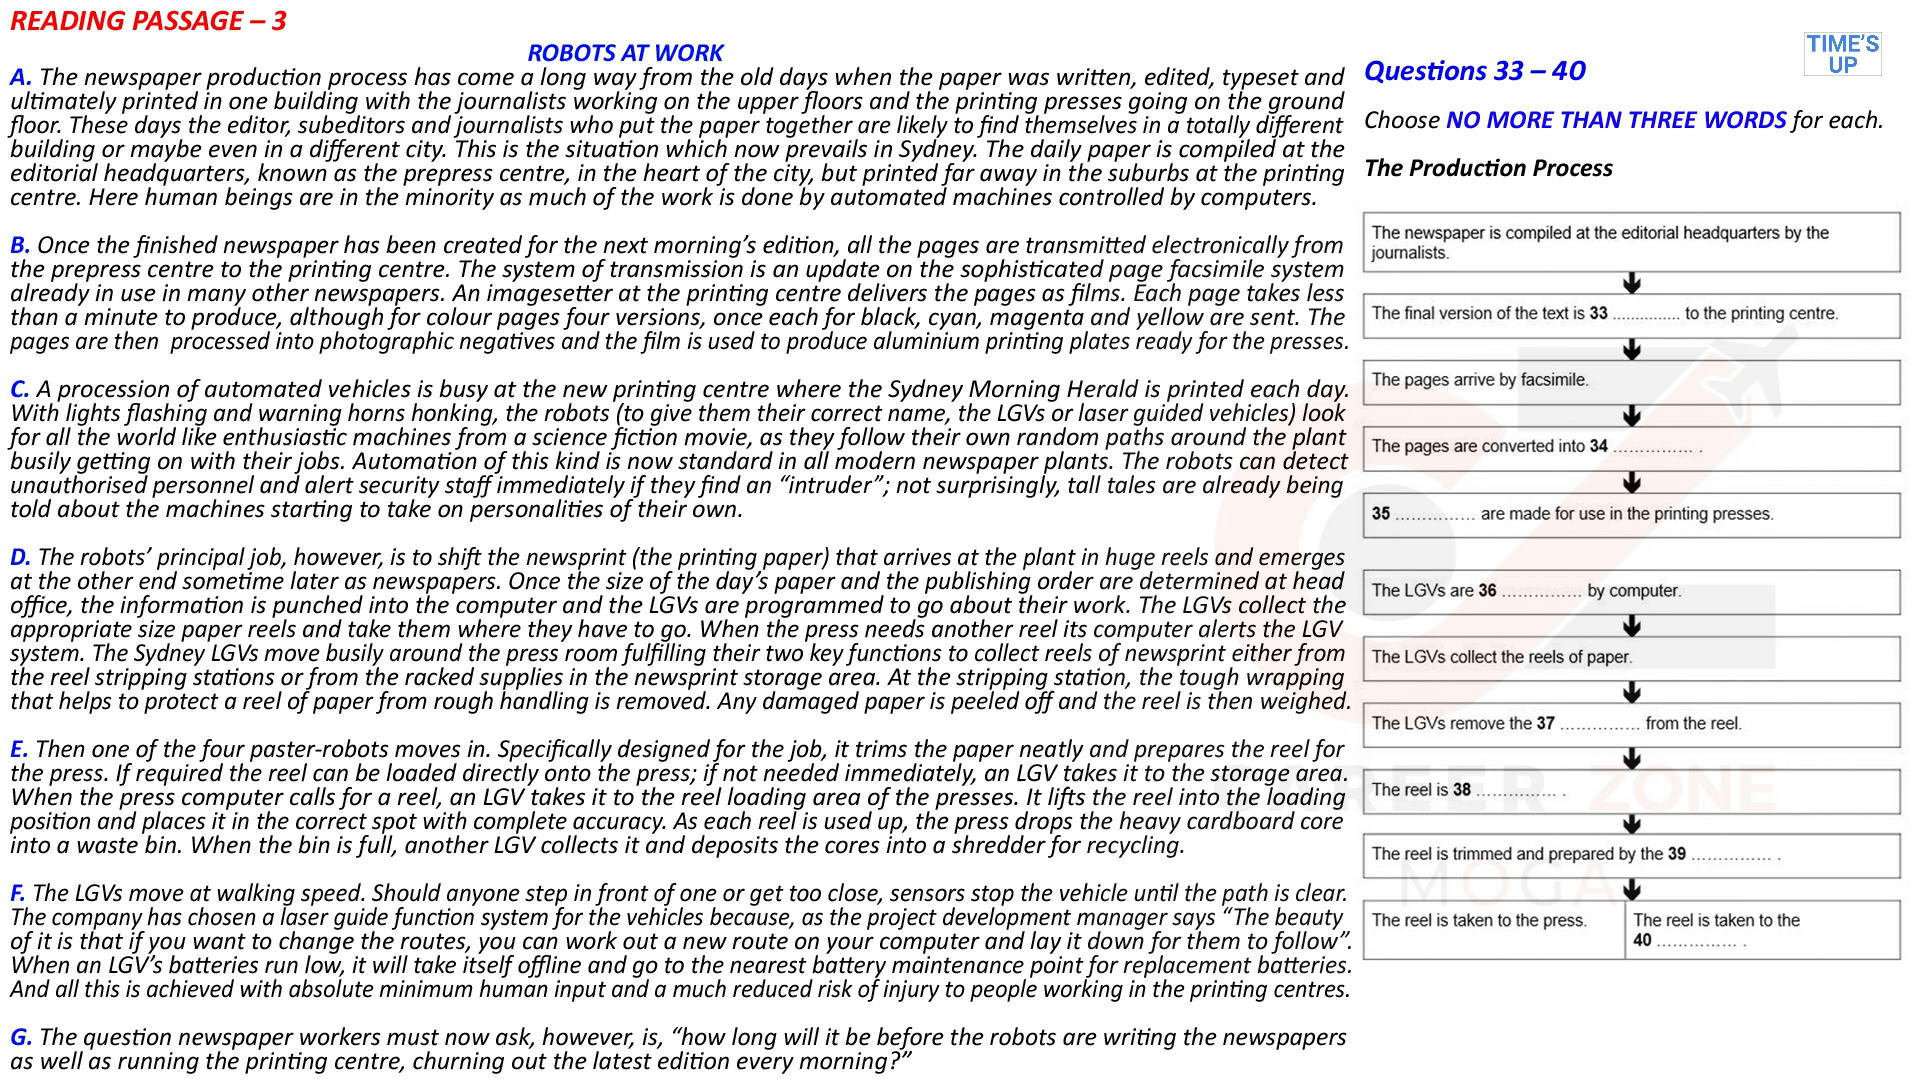 READING PASSAGE – 3
ROBOTS AT WORK
A. The newspaper production process has come a long way from the old days when the paper was written, edited, typeset and
ultimately printed in one building with the journalists working on the upper floors and the printing presses going on the ground
floor. These days the editor, subeditors and journalists who put the paper together are likely to find themselves in a totally different
building or maybe even in a different city. This is the situation which now prevails in Sydney. The daily paper is compiled at the
editorial headquarters, known as the prepress centre, in the heart of the city, but printed far away in the suburbs at the printing
centre. Here human beings are in the minority as much of the work is done by automated machines controlled by computers.
B. Once the finished newspaper has been created for the next morning’s edition, all the pages are transmitted electronically from
the prepress centre to the printing centre. The system of transmission is an update on the sophisticated page facsimile system
already in use in many other newspapers. An imagesetter at the printing centre delivers the pages as films. Each page takes less
than a minute to produce, although for colour pages four versions, once each for black, cyan, magenta and yellow are sent. The
pages are then processed into photographic negatives and the film is used to produce aluminium printing plates ready for the presses.
C. A procession of automated vehicles is busy at the new printing centre where the Sydney Morning Herald is printed each day.
With lights flashing and warning horns honking, the robots (to give them their correct name, the LGVs or laser guided vehicles) look
for all the world like enthusiastic machines from a science fiction movie, as they follow their own random paths around the plant
busily getting on with their jobs. Automation of this kind is now standard in all modern newspaper plants. The robots can detect
unauthorised personnel and alert security staff immediately if they find an “intruder”; not surprisingly, tall tales are already being
told about the machines starting to take on personalities of their own.
D. The robots’ principal job, however, is to shift the newsprint (the printing paper) that arrives at the plant in huge reels and emerges
at the other end sometime later as newspapers. Once the size of the day’s paper and the publishing order are determined at head
office, the information is punched into the computer and the LGVs are programmed to go about their work. The LGVs collect the
appropriate size paper reels and take them where they have to go. When the press needs another reel its computer alerts the LGV
system. The Sydney LGVs move busily around the press room fulfilling their two key functions to collect reels of newsprint either from
the reel stripping stations or from the racked supplies in the newsprint storage area. At the stripping station, the tough wrapping
that helps to protect a reel of paper from rough handling is removed. Any damaged paper is peeled off and the reel is then weighed.
E. Then one of the four paster-robots moves in. Specifically designed for the job, it trims the paper neatly and prepares the reel for
the press. If required the reel can be loaded directly onto the press; if not needed immediately, an LGV takes it to the storage area.
When the press computer calls for a reel, an LGV takes it to the reel loading area of the presses. It lifts the reel into the loading
position and places it in the correct spot with complete accuracy. As each reel is used up, the press drops the heavy cardboard core
into a waste bin. When the bin is full, another LGV collects it and deposits the cores into a shredder for recycling.
F. The LGVs move at walking speed. Should anyone step in front of one or get too close, sensors stop the vehicle until the path is clear.
The company has chosen a laser guide function system for the vehicles because, as the project development manager says “The beauty
of it is that if you want to change the routes, you can work out a new route on your computer and lay it down for them to follow”.
When an LGV’s batteries run low, it will take itself offline and go to the nearest battery maintenance point for replacement batteries.
And all this is achieved with absolute minimum human input and a much reduced risk of injury to people working in the printing centres.
G. The question newspaper workers must now ask, however, is, “how long will it be before the robots are writing the newspapers
as well as running the printing centre, churning out the latest edition every morning?”
TIME’S
UP
Questions 33 – 40
Choose NO MORE THAN THREE WORDS for each.
The Production Process
The newspaper is compiled at the editorial headquarters by the
journalists.
The final version of the text is 33 .............. to the printing centre.
The pages arrive by facsimile.
The pages are converted into 34 ............... .
35 ............... are made for use in the printing presses.
The LGVs are 36 ............... by computer.
The LGVs collect the reels of paper.
The LGVs remove the 37 ............... from the reel.
The reel is 38 ............... .
The reel is trimmed and prepared by the 39 ............... .
The reel is taken to the press.
The reel is taken to the
40 ............... .
CAREER ZONE
MOGA